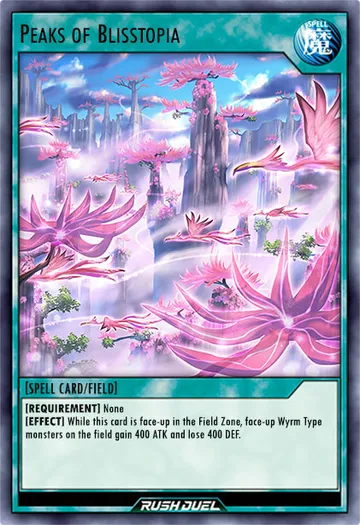 Peaks of Blisstopia
SPELL
魔
[SPELL CARD/FIELD]
[REQUIREMENT] None
[EFFECT] While this card is face-up in the Field Zone, face-up Wyrm Type
monsters on the field gain 400 ATK and lose 400 DEF.
RUSH DUEL